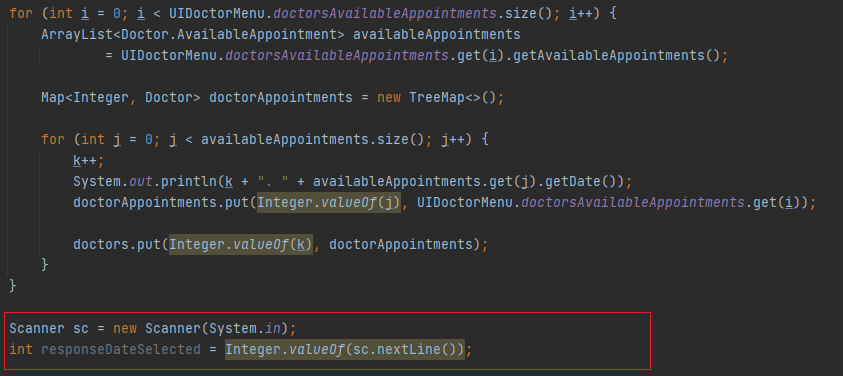 for (int i = 0; i < UIDoctorMenu.doctorsAvailableAppointments.size(); i++) {
ArrayList<Doctor.AvailableAppointment> availableAppointments
= UIDoctorMenu.doctorsAvailableAppointments.get(i).getAvailableAppointments();
Map<Integer, Doctor> doctorAppointments = new TreeMap<>();
for (int j = 0; j < availableAppointments.size(); j++) {
k++;
System.out.println(k + ". " + availableAppointments.get(j).getDate());
doctorAppointments.put(Integer.valueOf(j), UIDoctorMenu.doctorsAvailableAppointments.get(i));
doctors.put(Integer.valueOf(k), doctorAppointments);
}
}
Scanner sc = new Scanner(System.in);
int responseDateSelected = Integer.valueOf(sc.nextLine());